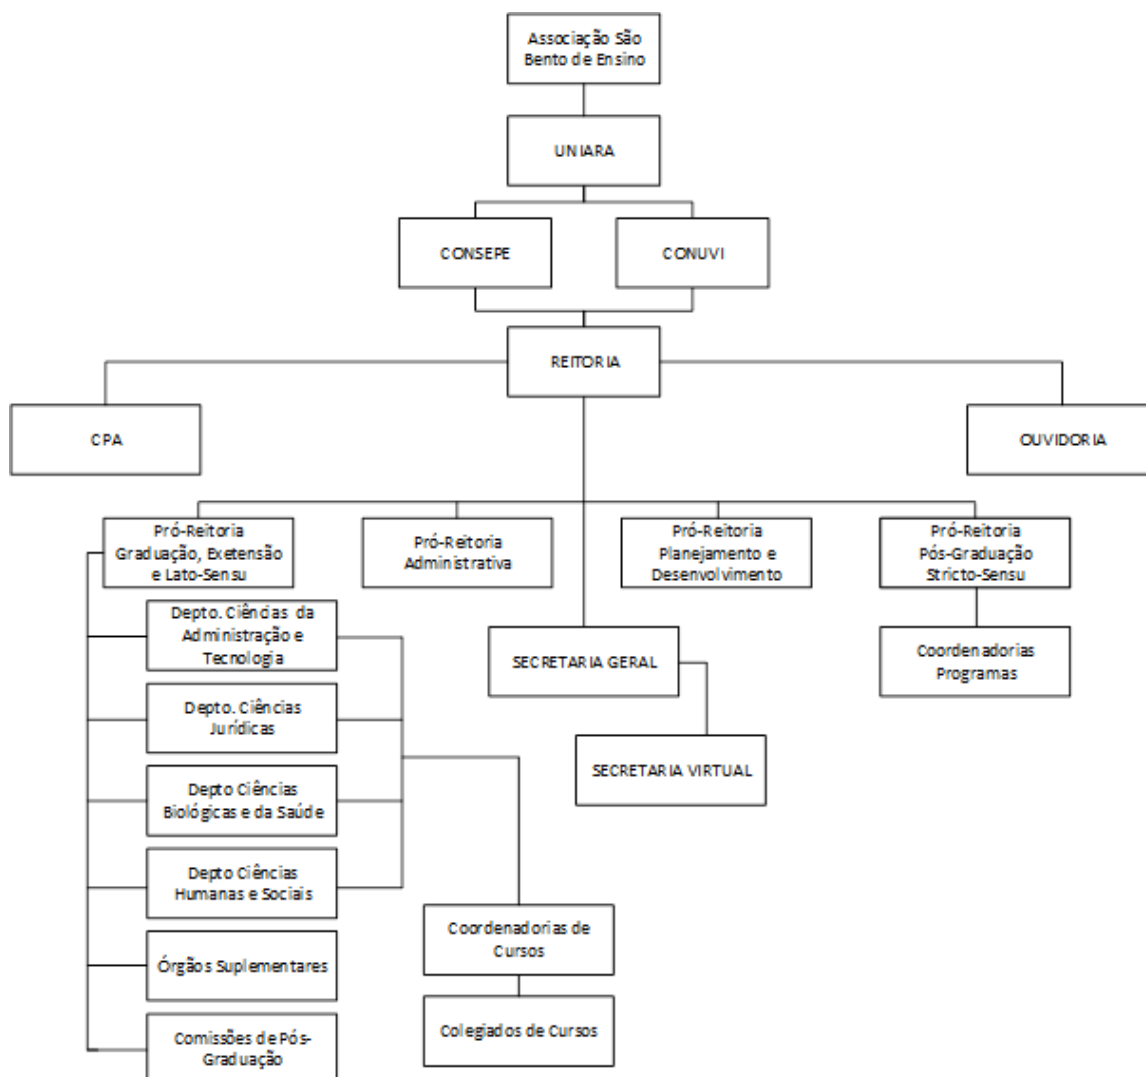 Associação São
Bento de Ensino
UNIARA
CONSEPE
CONUVI
REITORIA
CPA
OUVIDORIA
Pró-Reitoria
Graduação, Exetensão
e Lato-Sensu
Pró-Reitoria
Administrativa
Pró-Reitoria
Planejamento e
Desenvolvimento
Pró-Reitoria
Pós-Graduação
Stricto-Sensu
Depto. Ciências da
Administração e
Tecnologia
SECRETARIA GERAL
Coordenadorias
Programas
Depto. Ciências
Jurídicas
SECRETARIA VIRTUAL
Depto Ciências
Biológicas e da Saúde
Depto Ciências
Humanas e Sociais
Coordenadorias de
Cursos
Órgãos Suplementares
Colegiados de Cursos
Comissões de Pós-
Graduação